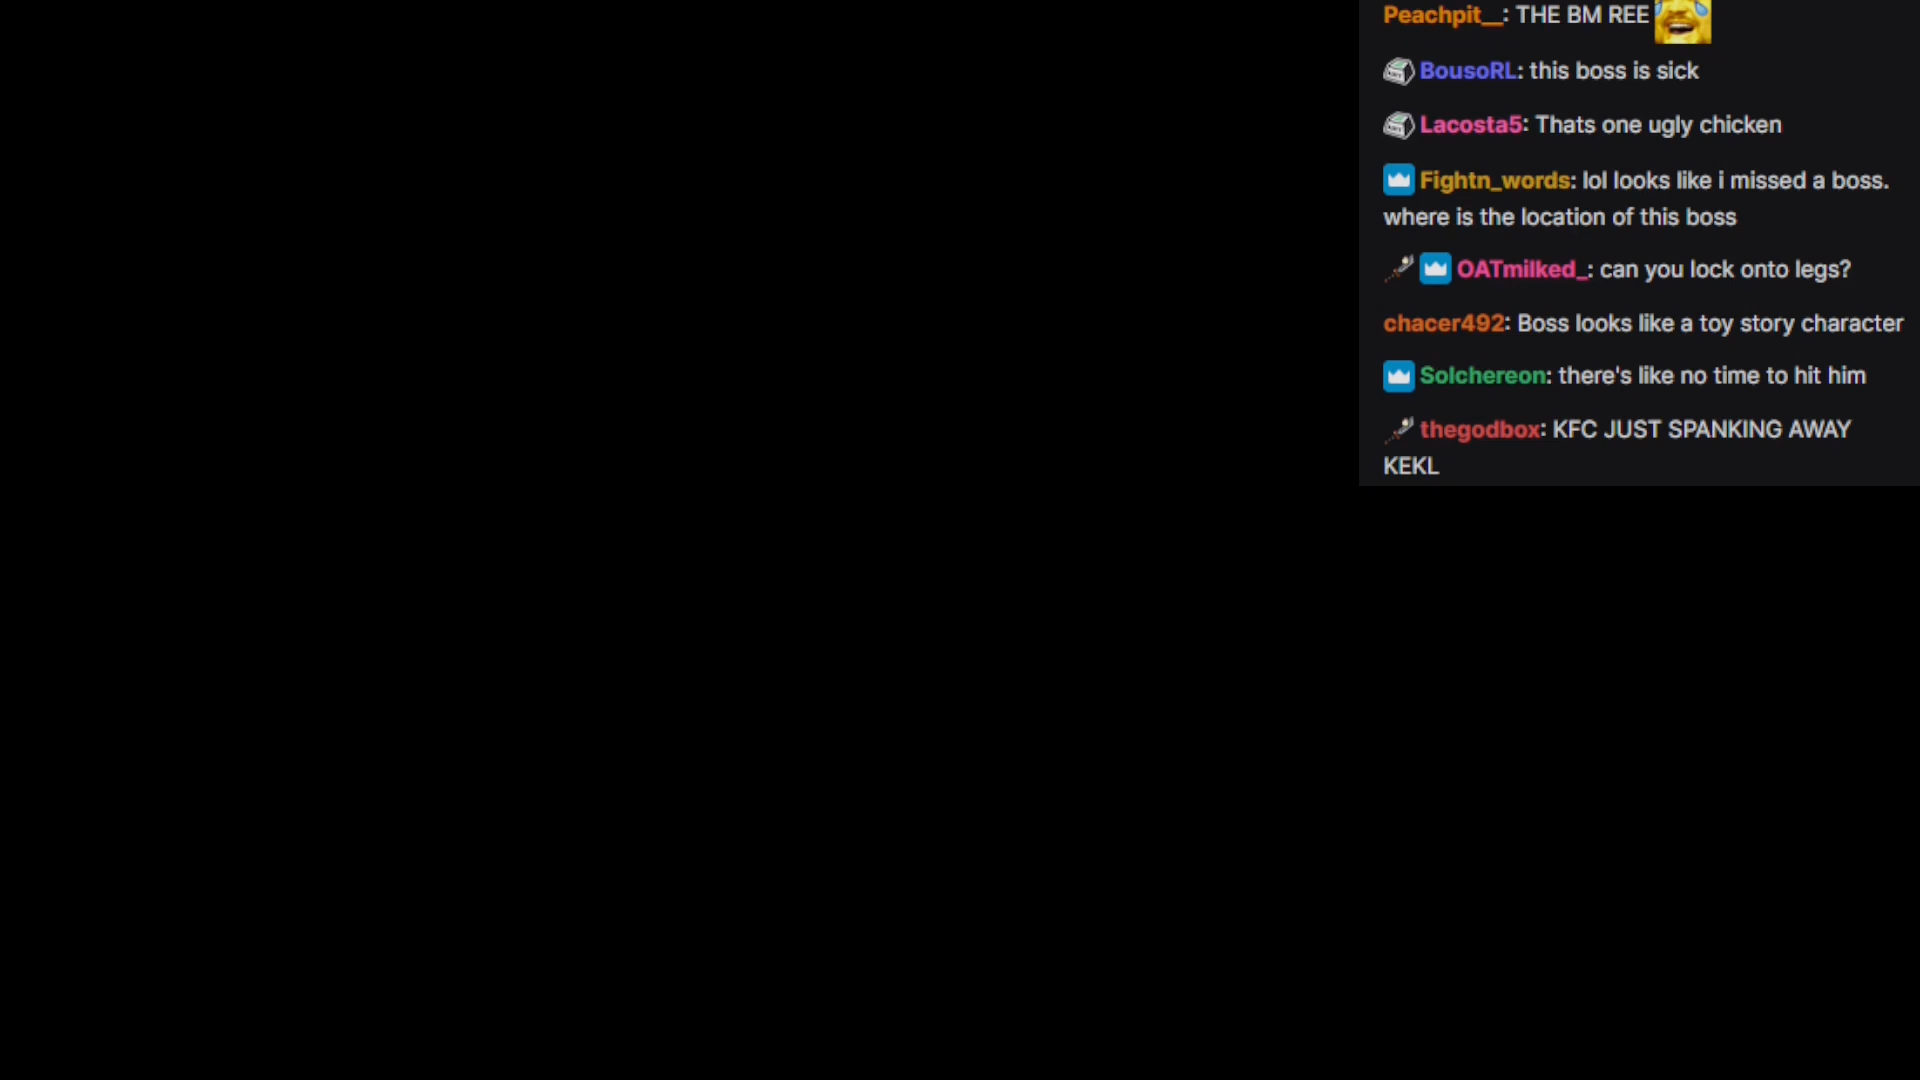 Peachpit__: THE BM REE
BousoRL: this boss is sick
Lacosta5: Thats one ugly chicken
Fightn_words: lol looks like i missed a boss.
where is the location of this boss
OATmilked_: can you lock onto legs?
chacer492: Boss looks like a toy story character
Solchereon: there's like no time to hit him
thegodbox: KFC JUST SPANKING AWAY
KEKL